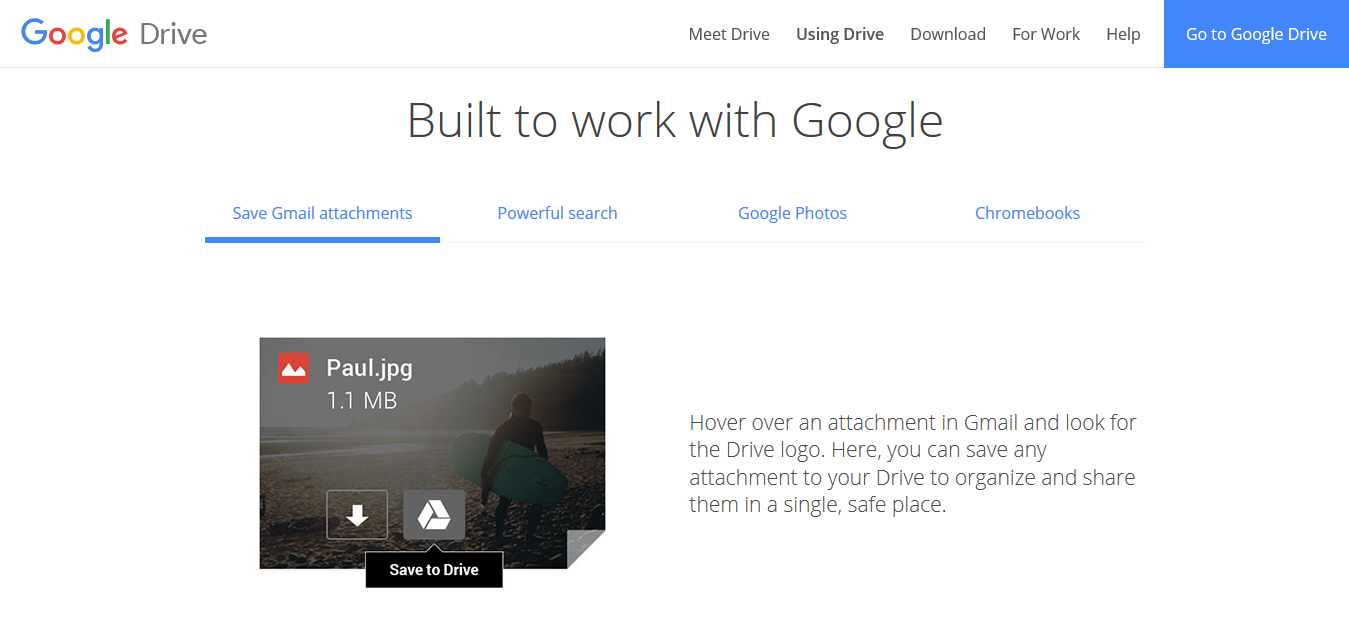 Google Drive
Meet Drive
Using Drive
Download
For Work
Help
Go to Google Drive
Built to work with Google
Save Gmail attachments
Powerful search
Google Photos
Chromebooks
Paul.jpg
1.1 MB
Save to Drive
Hover over an attachment in Gmail and look for
the Drive logo. Here, you can save any
attachment to your Drive to organize and share
them in a single, safe place.